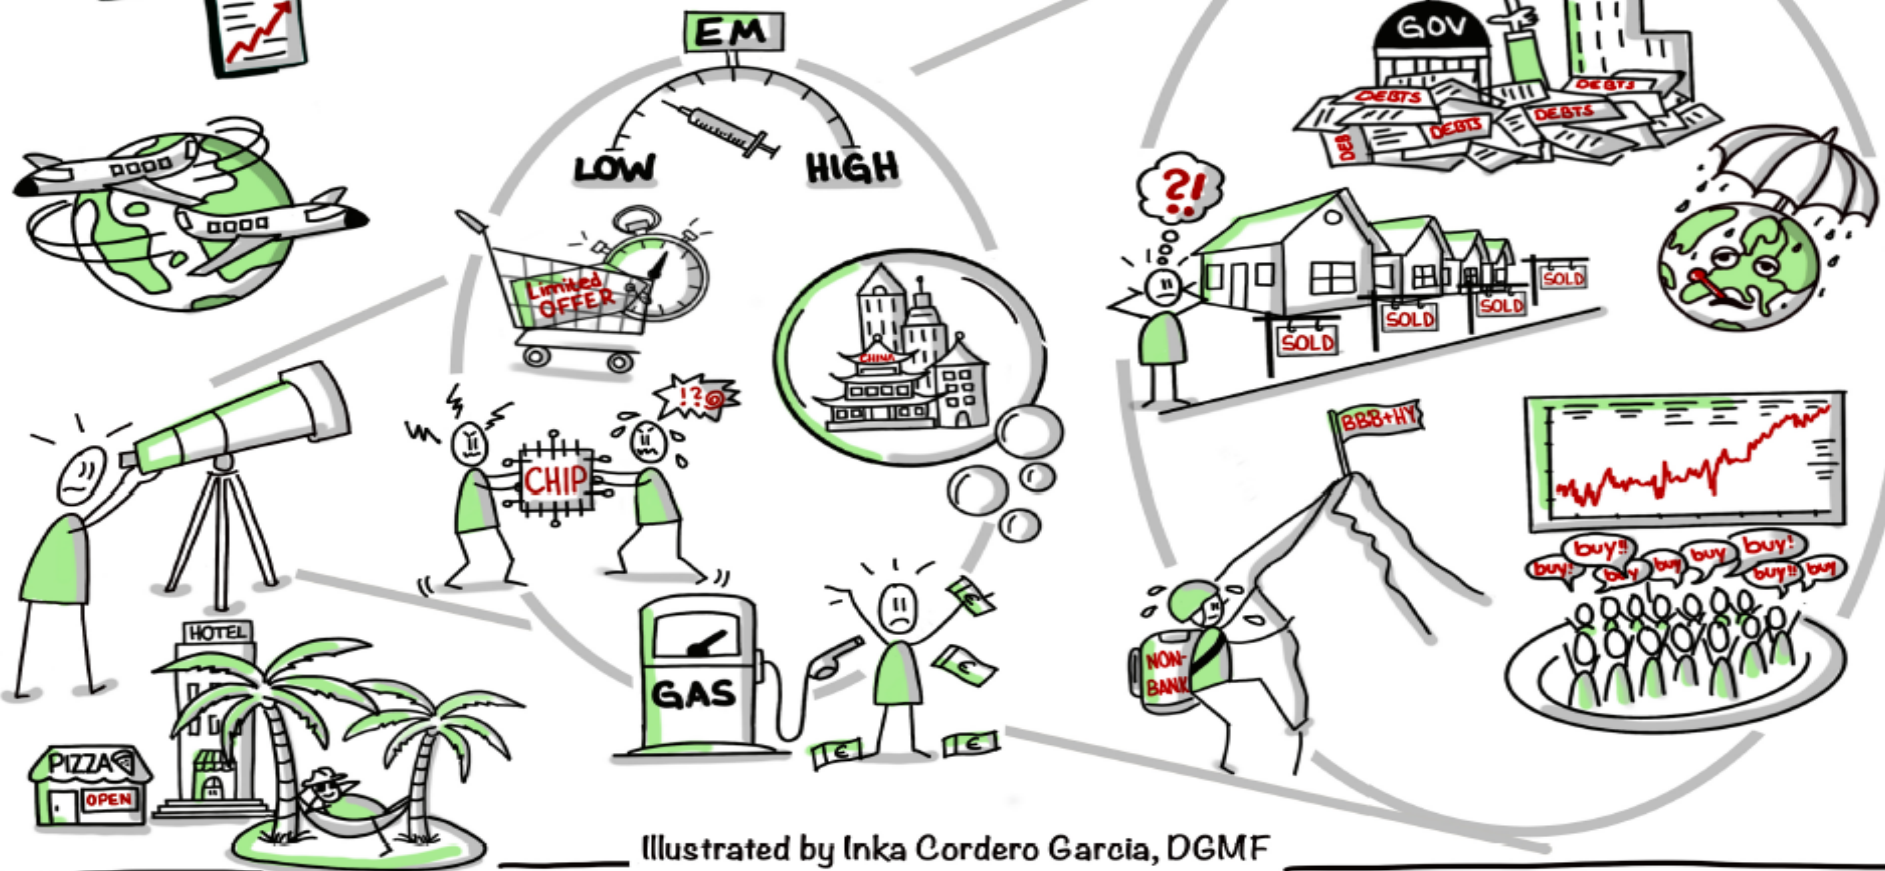 EM
LOW
HIGH
Limited
OFFER
CHINA
CHIP
!?@
GAS
€
€
€
€
HOTEL
PIZZA
OPEN
GOV
DEBTS
DEBTS
DEBTS
DEBTS
DEB
?!
SOLD
SOLD
SOLD
SOLD
BBB+HY
NON-
BANK
buy!!
buy!
buy!
buy
buy
buy
buy!!
buy
Illustrated by Inka Cordero Garcia, DGMF